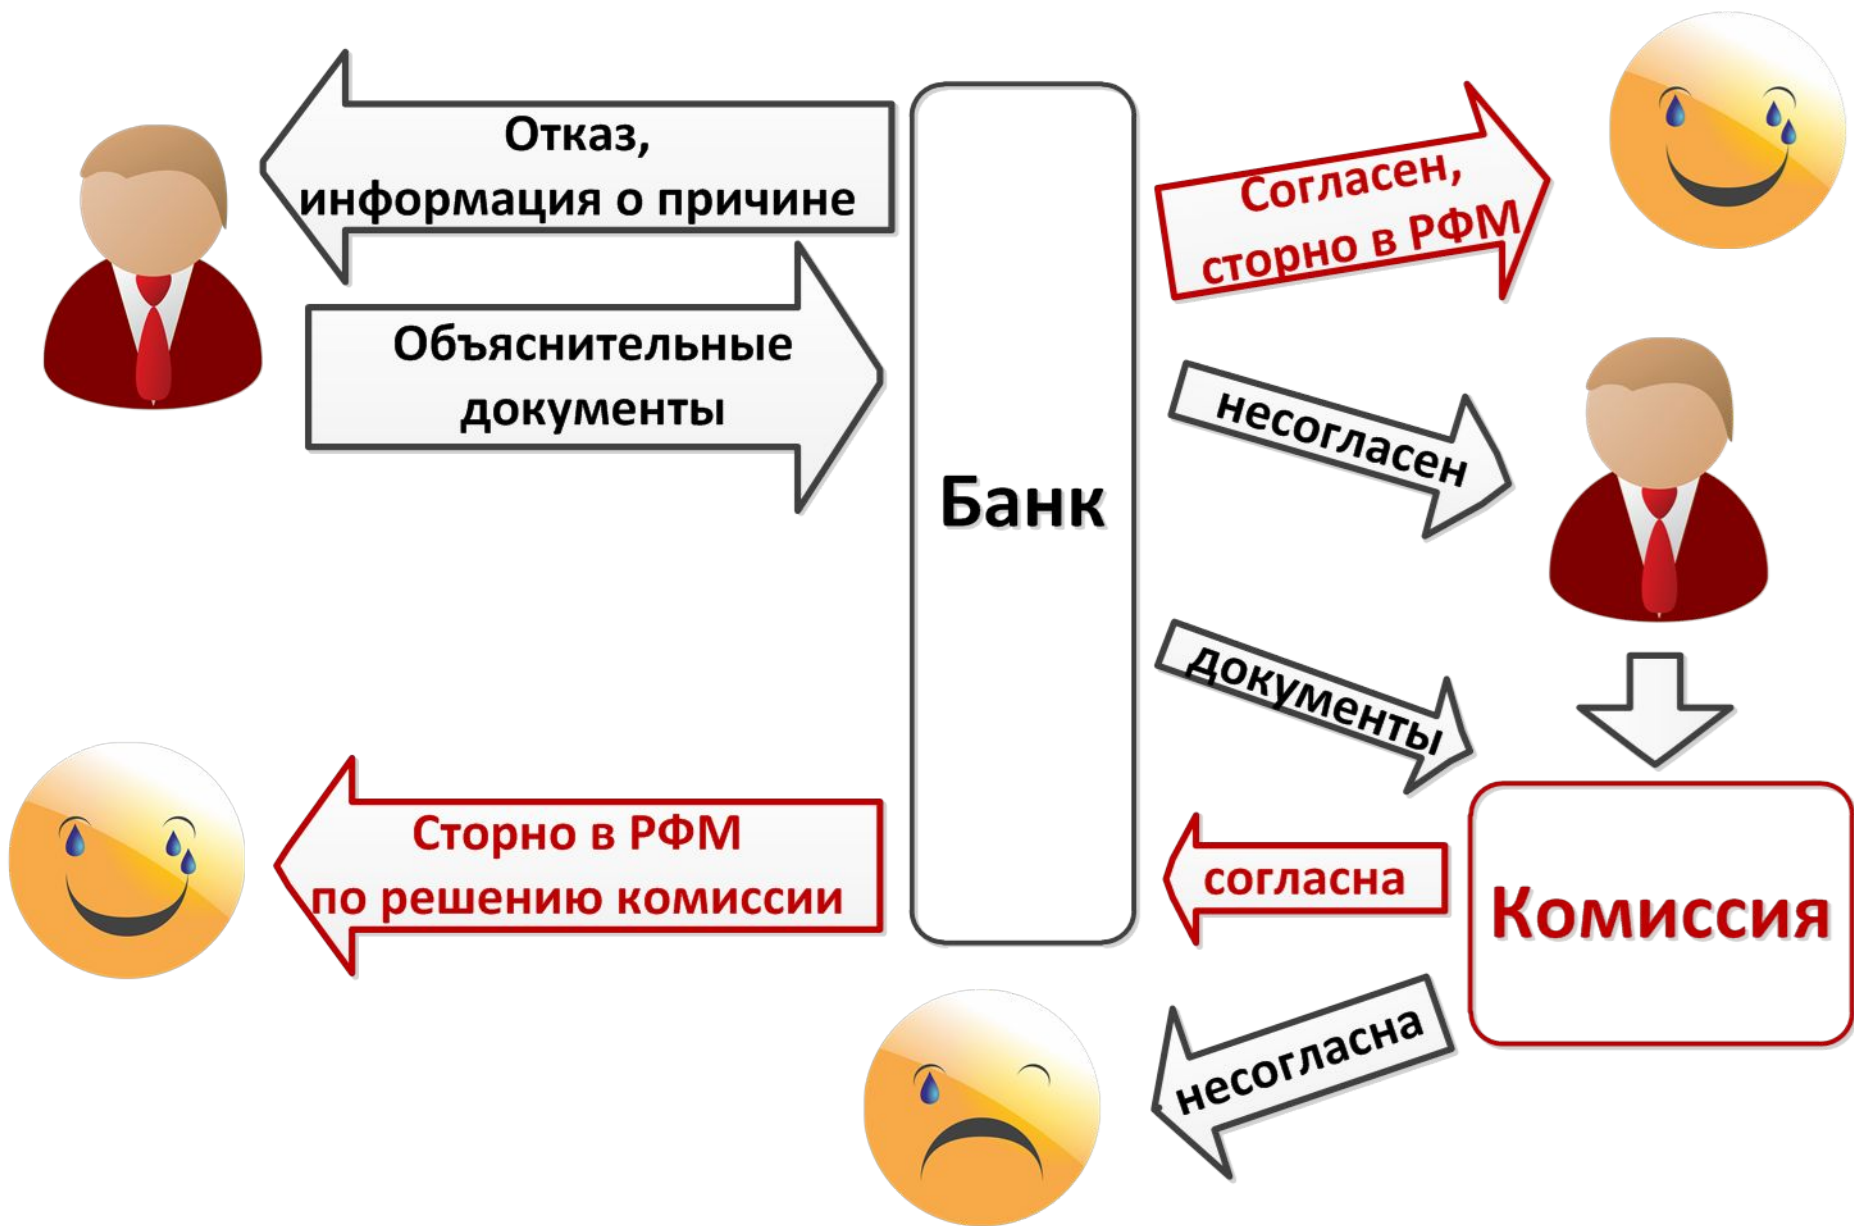 Отказ,
информация о причине
Объяснительные
документы
Банк
Согласен,
сторно в РФМ
несогласен
документы
Сторно в РФМ
по решению комиссии
согласна
Комиссия
несогласна